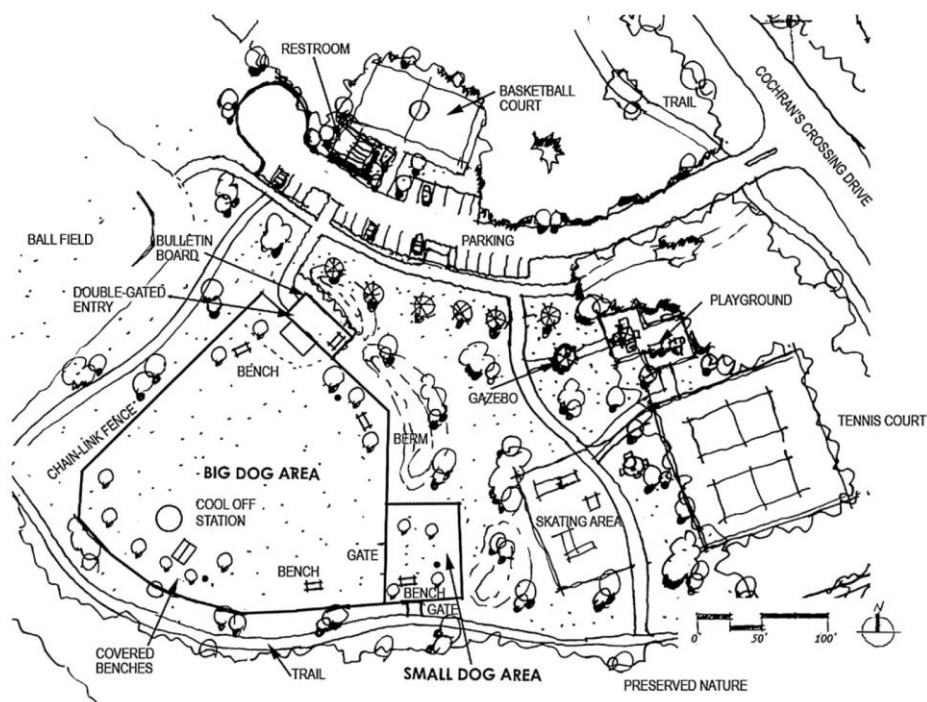 RESTROOM
BASKETBALL
COURT
TRAIL
COCHRAN'S CROSSING DRIVE
BALL FIELD
BULLETIN
BOARD
PARKING
DOUBLE-GATED
ENTRY
PLAYGROUND
BENCH
GAZEBO
TENNIS COURT
CHAIN-LINK FENCE
BERM
BIG DOG AREA
COOL OFF
STATION
SKATING AREA
GATE
BENCH
BENCH
GATE
N
0 50' 100'
COVERED
BENCHES
TRAIL
SMALL DOG AREA
PRESERVED NATURE